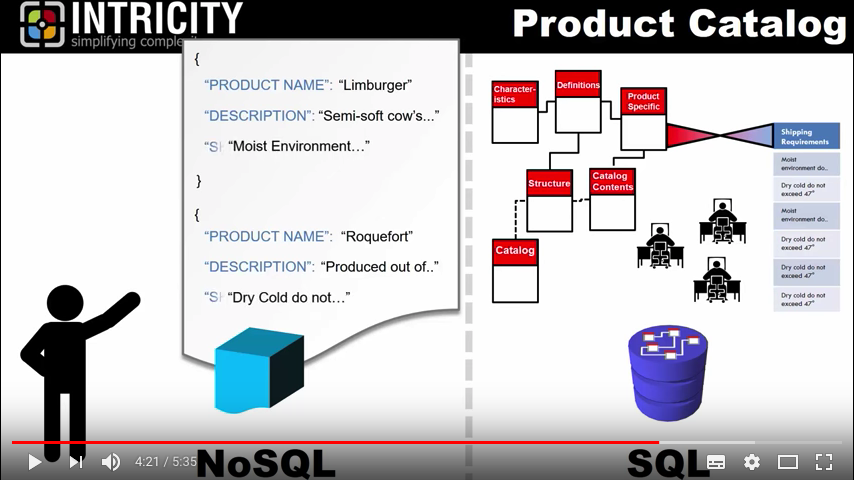 INTRICITY
Product Catalog
{
“PRODUCT NAME”: “Limburger”
“DESCRIPTION”: “Semi-soft cow’s...”
“Moist Environment…”
}
{
“PRODUCT NAME”: “Roquefort”
“DESCRIPTION”: “Produced out of..”
“Dry Cold do not…”
Character-
istics
Definitions
Product
Specific
Structure
Catalog
Contents
Catalog
Shipping
Requirements
Moist
environment do..
Dry cold do not
exceed 47°
Moist
environment do..
Dry cold do not
exceed 47°
Dry cold do not
exceed 47°
Dry cold do not
exceed 47°
4:21 / 5:35
NoSQL
SQL